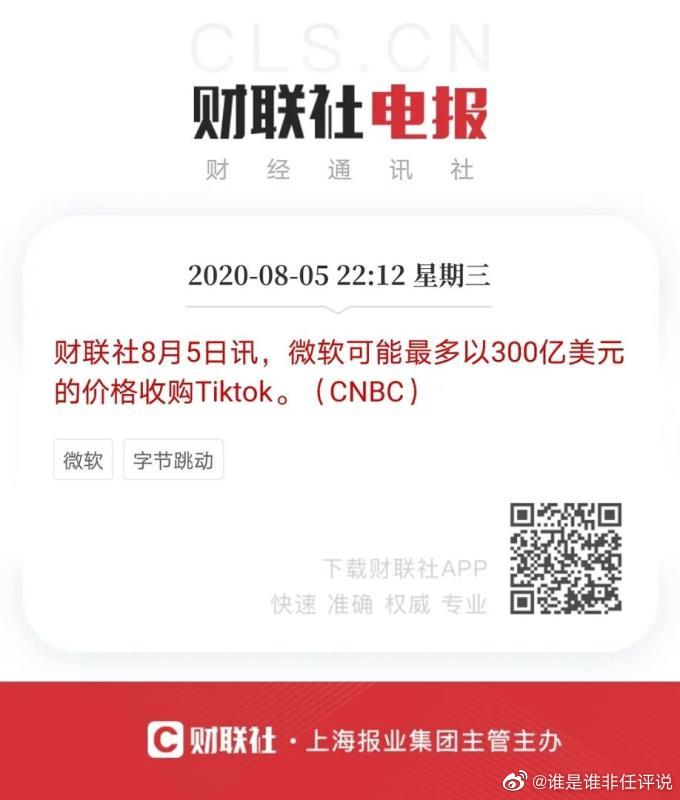 CLS.CN
财联社电报
财经通讯社
2020-08-05 22:12 星期三
财联社8月5日讯，微软可能最多以300亿美元
的价格收购Tiktok。（CNBC）
微软 字节跳动
下载财联社APP
快速 准确 权威 专业
C 财联社·上海报业集团主管主办
@谁是谁非任评说